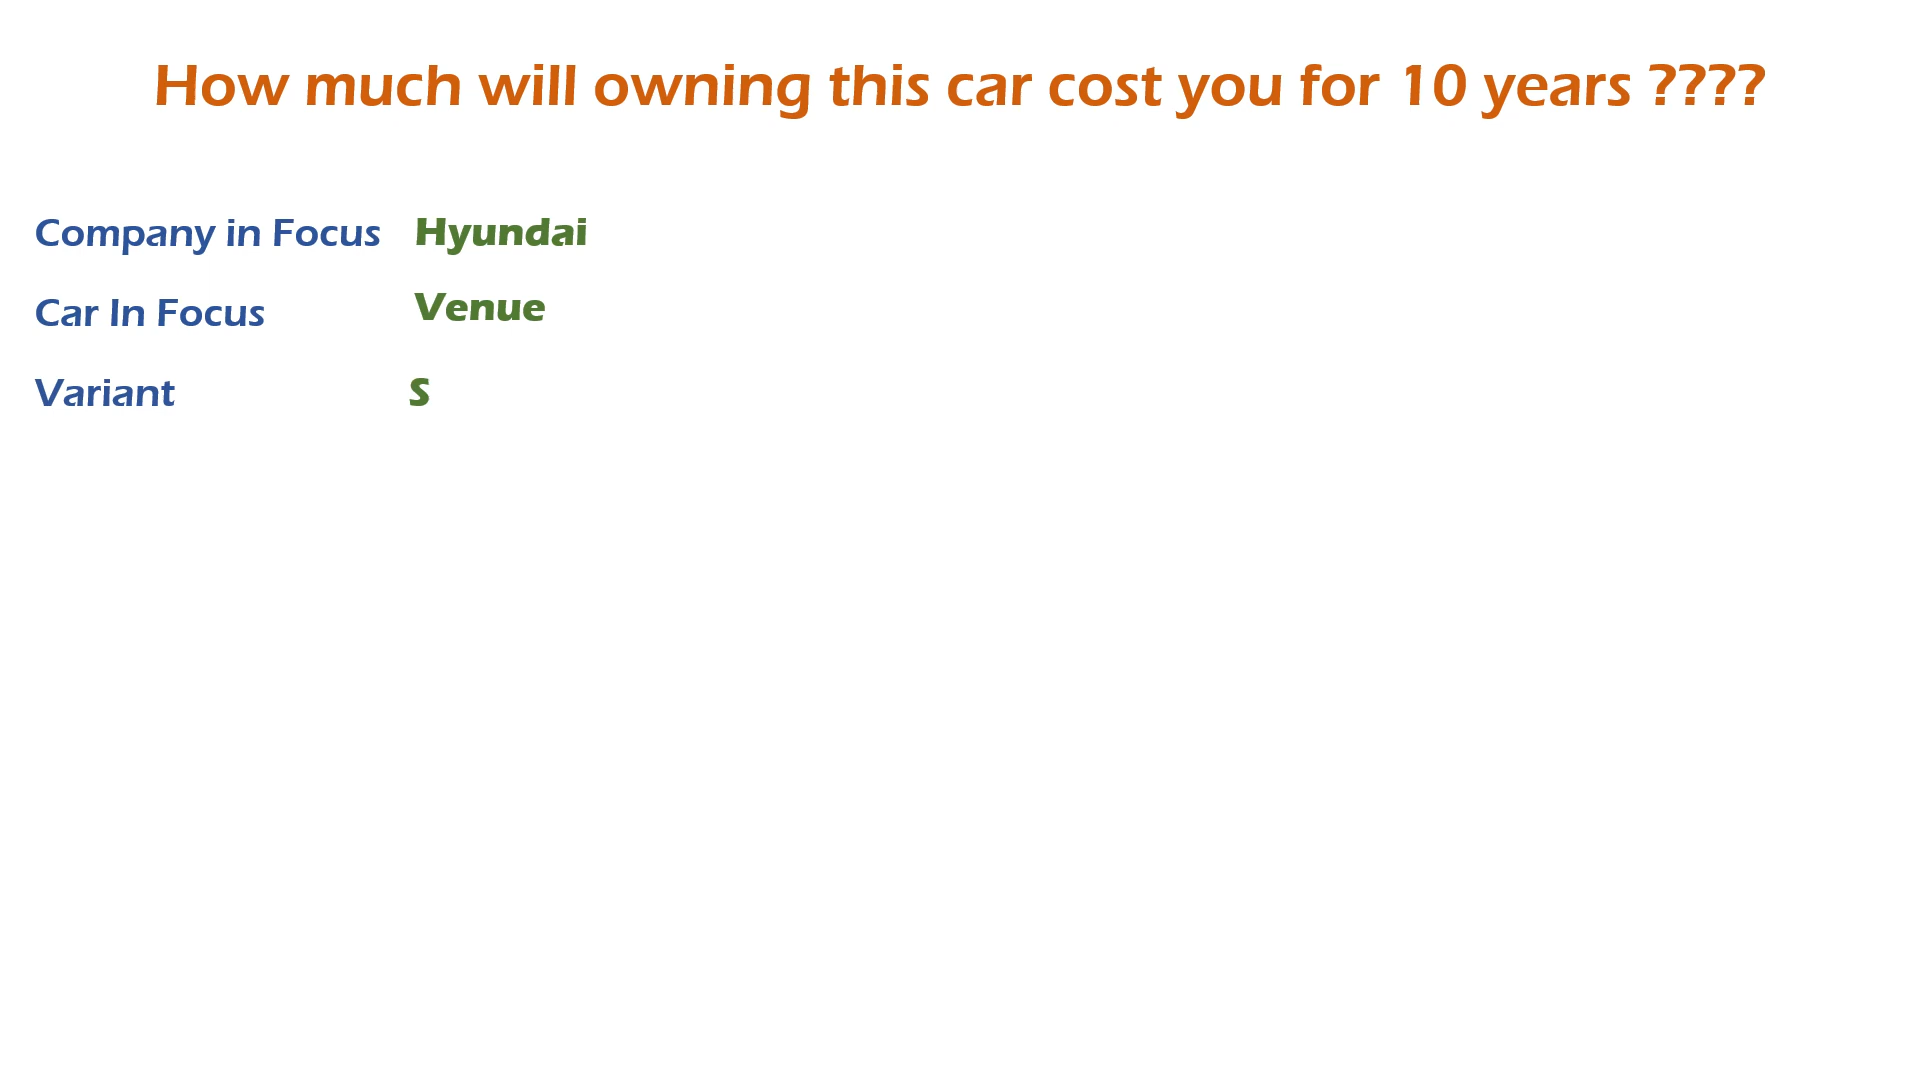 How much will owning this car cost you for 10 years ????
Company in Focus Hyundai
Car In Focus Venue
Variant S